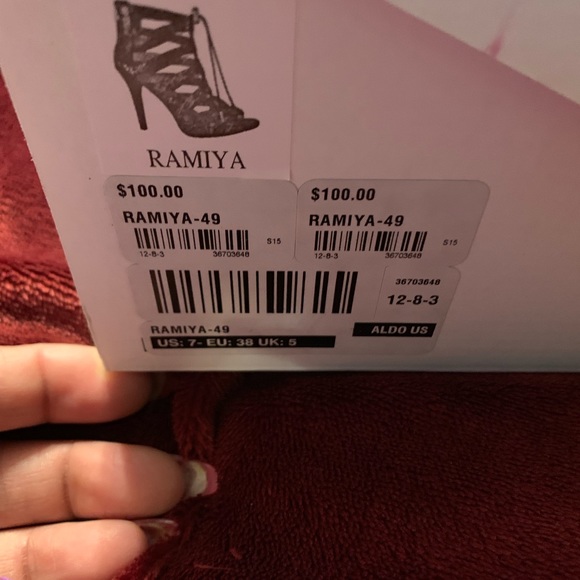 RAMIYA
$100.00
RAMIYA-49
S15
12-8-3 36703648
$100.00
RAMIYA-49
S15
12-8-3 36703648
36703648
12-8-3
RAMIYA-49
ALDO US
US: 7- EU: 38 UK: 5